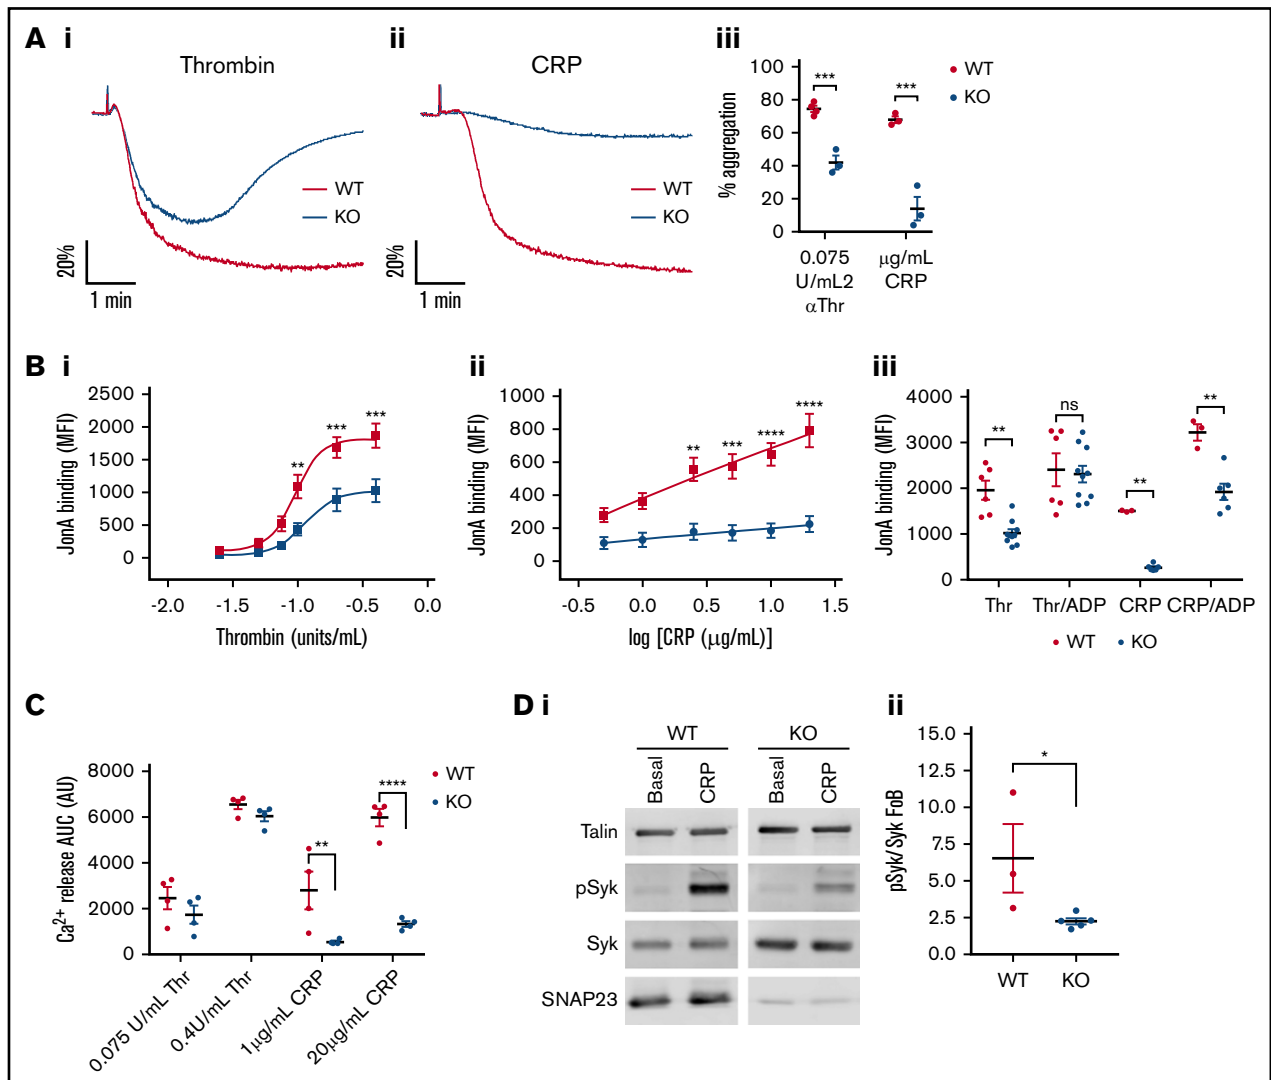 A i
Thrombin
WT
KO
20%
1 min
ii
CRP
WT
KO
20%
1 min
iii
100
80
60
40
20
0
% aggregation
***
***
WT
KO
0.075
U/mL2
αThr
μg/mL
CRP
B i
2500
2000
1500
1000
500
0
JonA binding (MFI)
**
***
***
-2.0 -1.5 -1.0 -0.5 0.0
Thrombin (units/mL)
ii
1000
800
600
400
200
0
JonA binding (MFI)
**
***
****
****
-0.5 0.0 0.5 1.0 1.5
log [CRP (μg/mL)]
iii
4000
3000
2000
1000
0
JonA binding (MFI)
**
ns
**
**
Thr Thr/ADP CRP CRP/ADP
WT KO
C
8000
6000
4000
2000
0
Ca2+ release AUC (AU)
**
****
WT
KO
0.075 U/mL Thr
0.4U/mL Thr
1μg/mL CRP
20μg/mL CRP
D i
WT KO
Basal CRP Basal CRP
Talin
pSyk
Syk
SNAP23
ii
15.0
12.5
10.0
7.5
5.0
2.5
0.0
pSyk/Syk FoB
*
WT KO